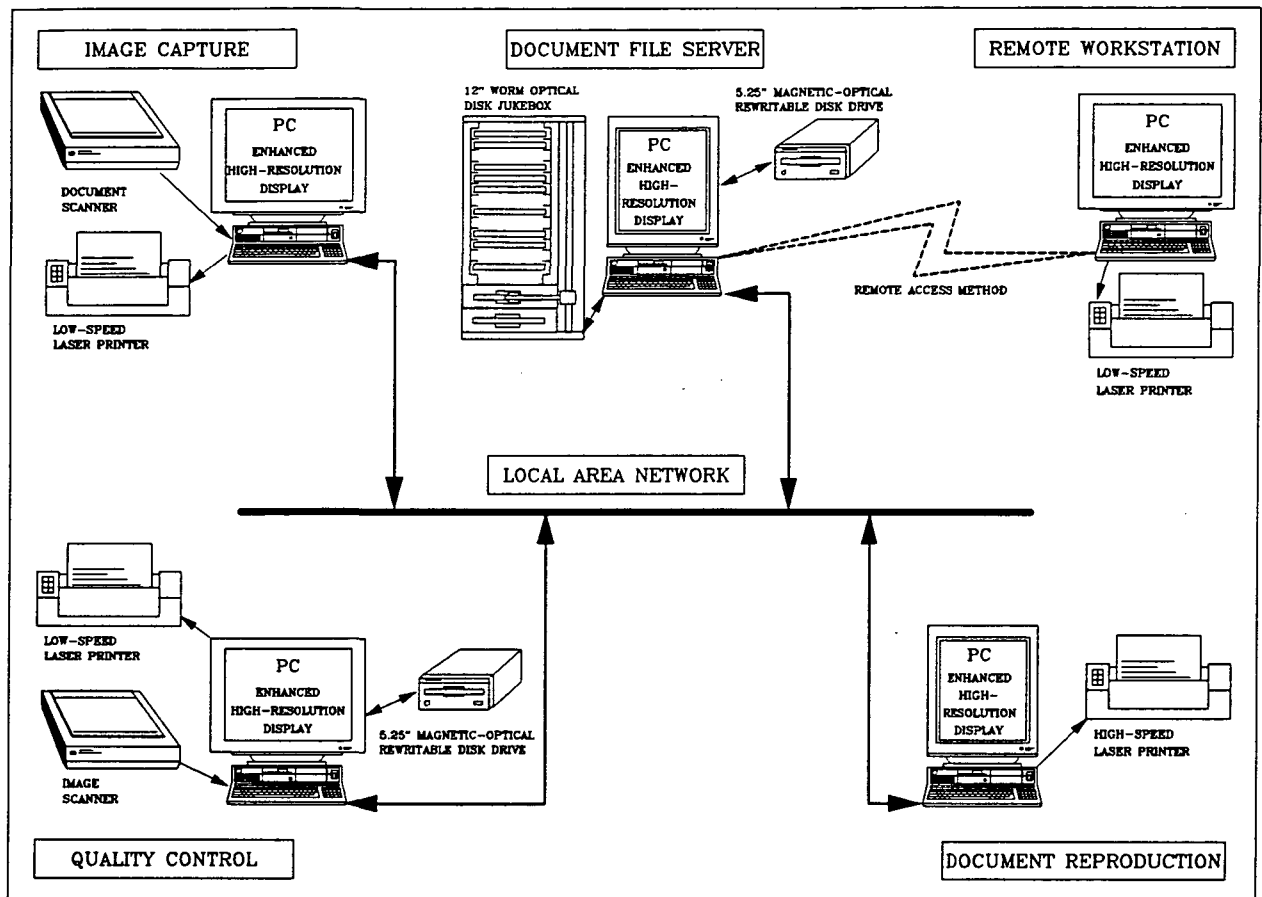 IMAGE CAPTURE
DOCUMENT FILE SERVER
REMOTE WORKSTATION
DOCUMENT
SCANNER
PC
ENHANCED
HIGH-RESOLUTION
DISPLAY
LOW-SPEED
LASER PRINTER
12" WORM OPTICAL
DISK JUKEBOX
PC
ENHANCED
HIGH-
RESOLUTION
DISPLAY
5.25" MAGNETIC-OPTICAL
REWRITABLE DISK DRIVE
REMOTE ACCESS METHOD
PC
ENHANCED
HIGH-RESOLUTION
DISPLAY
LOW-SPEED
LASER PRINTER
LOCAL AREA NETWORK
LOW-SPEED
LASER PRINTER
PC
ENHANCED
HIGH-RESOLUTION
DISPLAY
5.25" MAGNETIC-OPTICAL
REWRITABLE DISK DRIVE
IMAGE
SCANNER
PC
ENHANCED
HIGH-
RESOLUTION
DISPLAY
HIGH-SPEED
LASER PRINTER
QUALITY CONTROL
DOCUMENT REPRODUCTION